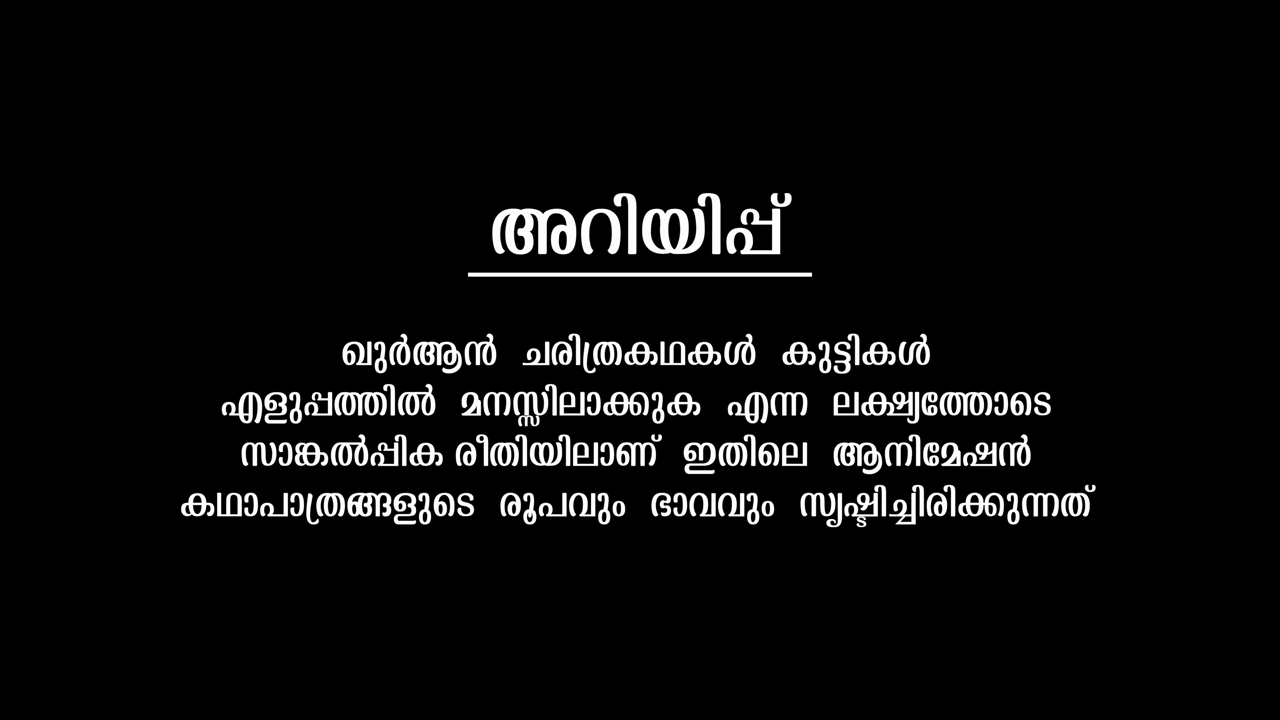 അറിയിപ്പ്
ഖുർആൻ ചരിത്രകഥകൾ കുട്ടികൾ
എളുപ്പത്തിൽ മനസ്സിലാക്കുക എന്ന ലക്ഷ്യത്തോടെ
സാങ്കൽപ്പിക രീതിയിലാണ് ഇതിലെ ആനിമേഷൻ
കഥാപാത്രങ്ങളുടെ രൂപവും ഭാവവും സൃഷ്ടിച്ചിരിക്കുന്നത്